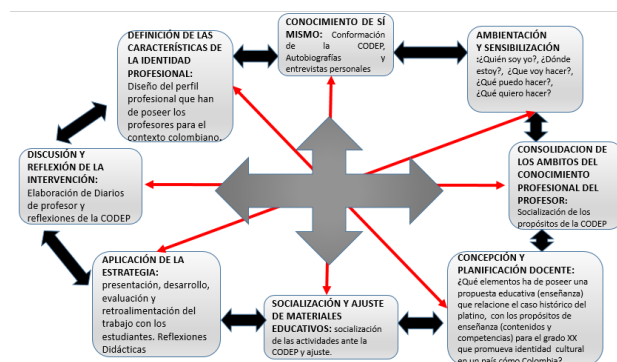 CONOCIMIENTO DE SÍ
MISMO: Conformación
de la CODEP,
Autobiografías y
entrevistas personales
AMBIENTACIÓN
Y SENSIBILIZACIÓN
:¿Quién soy yo?, ¿Dónde
estoy?, ¿Que voy hacer?,
¿Qué puedo hacer?,
¿Qué quiero hacer?
CONSOLIDACION DE
LOS AMBITOS DEL
CONOCIMIENTO
PROFESIONAL DEL
PROFESOR:
Socialización de los
propósitos de la CODEP
CONCEPCIÓN Y
PLANIFICACIÓN DOCENTE:
¿Qué elementos ha de poseer una
propuesta educativa (enseñanza)
que relacione el caso histórico del
platino, con los propósitos de
enseñanza (contenidos y
competencias) para el grado XX
que promueva identidad cultural
en un país cómo Colombia?
SOCIALIZACIÓN Y AJUSTE
DE MATERIALES
EDUCATIVOS: socialización
de las actividades ante la
CODEP y ajuste.
APLICACIÓN DE LA
ESTRATEGIA:
presentación, desarrollo,
evaluación y
retroalimentación del
trabajo con los
estudiantes. Reflexiones
Didácticas
DISCUSIÓN Y
REFLEXIÓN DE LA
INTERVENCIÓN:
Elaboración de Diarios
de profesor y
reflexiones de la CODEP
DEFINICIÓN DE LAS
CARACTERÍSTICAS DE
LA IDENTIDAD
PROFESIONAL:
Diseño del perfil
profesional que han
de poseer los
profesores para el
contexto colombiano.